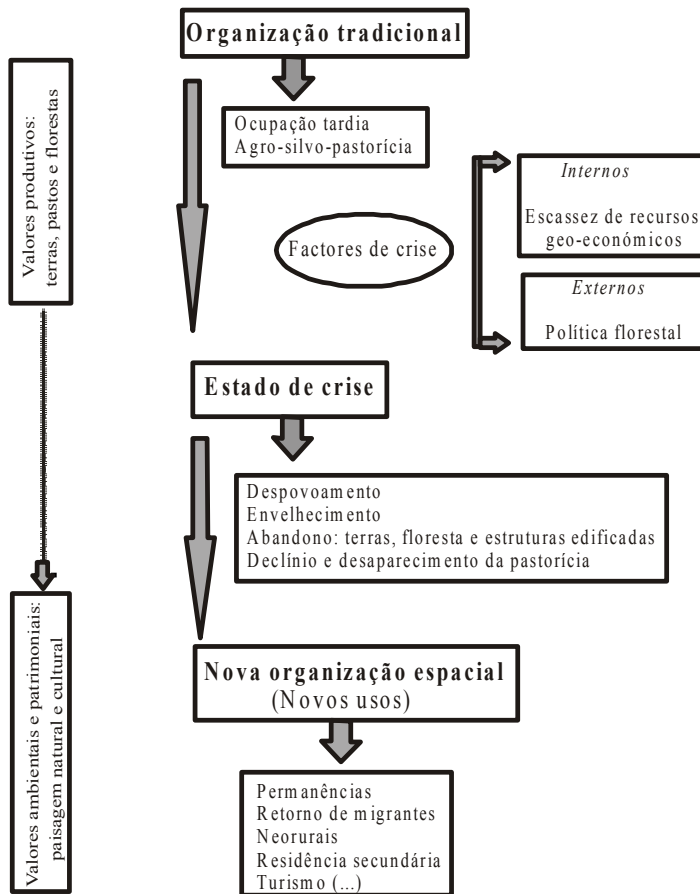 Organização tradicional
Valores produtivos:
terras, pastos e florestas
Ocupação tardia
Agro-silvo-pastorícia
Factores de crise
Internos
Escassez de recursos
geo-económicos
Externos
Política florestal
Estado de crise
Despovoamento
Envelhecimento
Abandono: terras, floresta e estruturas edificadas
Declínio e desaparecimento da pastorícia
Valores ambientais e patrimoniais:
paisagem natural e cultural
Nova organização espacial
(Novos usos)
Permanências
Retorno de migrantes
Neorurais
Residência secundária
Turismo (...)